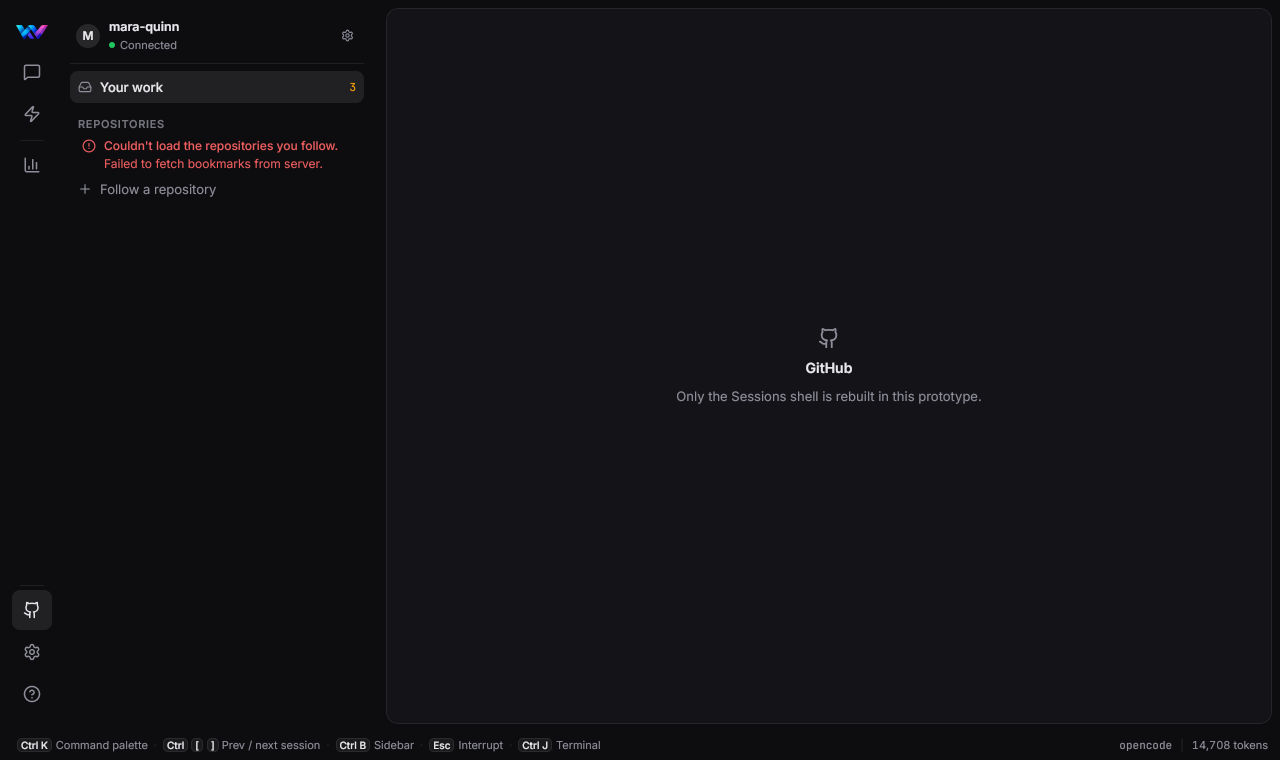 M
mara-quinn
Connected
Your work
3
REPOSITORIES
Couldn't load the repositories you follow.
Failed to fetch bookmarks from server.
Follow a repository
GitHub
Only the Sessions shell is rebuilt in this prototype.
Ctrl K Command palette · Ctrl [ ] Prev / next session · Ctrl B Sidebar · Esc Interrupt · Ctrl J Terminal
opencode 14,708 tokens